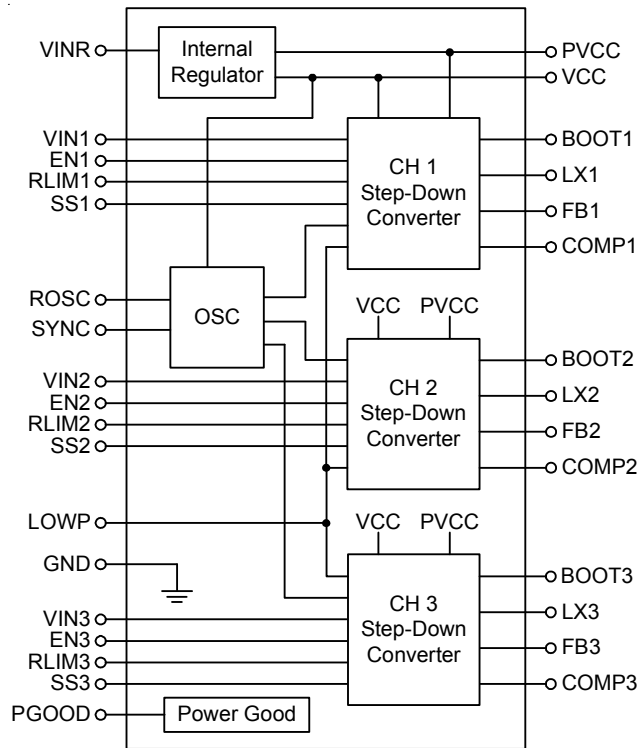 VINR
Internal
Regulator
PVCC
VCC
VIN1
EN1
RLIM1
SS1
CH 1
Step-Down
Converter
BOOT1
LX1
FB1
COMP1
ROSC
SYNC
OSC
VCC PVCC
VIN2
EN2
RLIM2
SS2
CH 2
Step-Down
Converter
BOOT2
LX2
FB2
COMP2
LOWP
GND
VCC PVCC
VIN3
EN3
RLIM3
SS3
CH 3
Step-Down
Converter
BOOT3
LX3
FB3
COMP3
PGOOD
Power Good